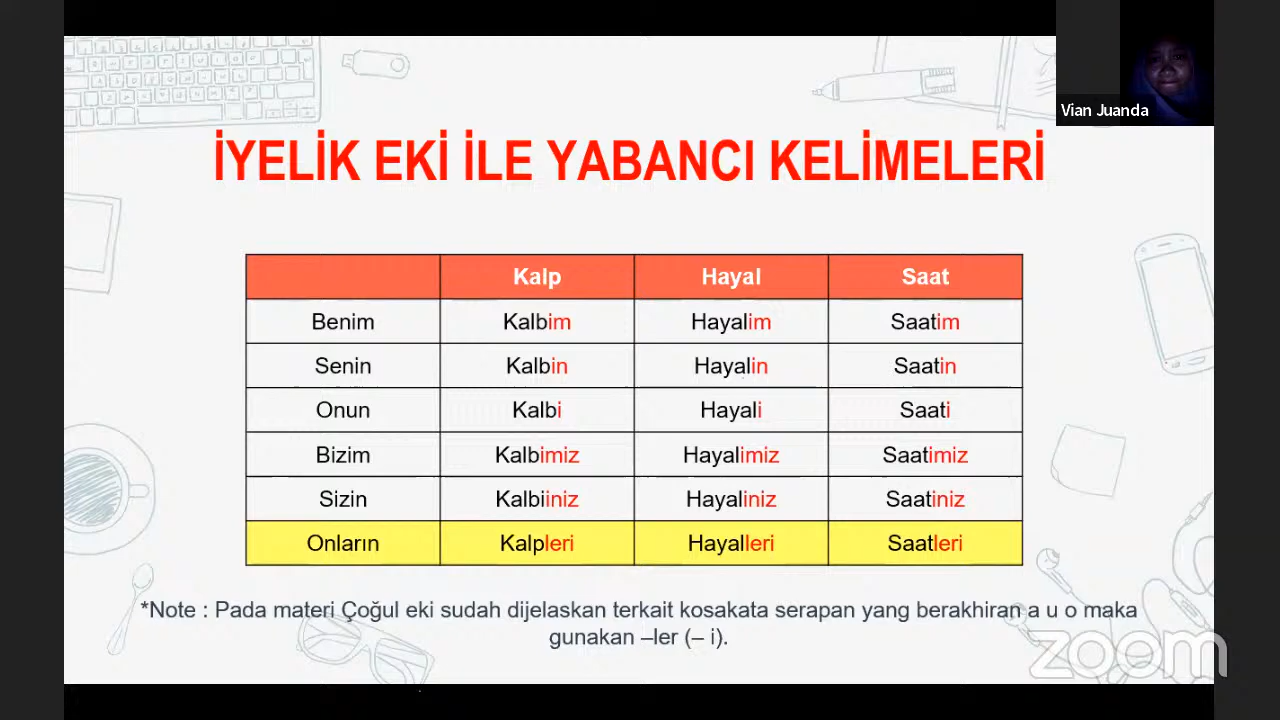 Vian Juanda
İYELİK EKİ İLE YABANCI KELİMELERİ
Kalp Hayal Saat
Benim Kalbim Hayalim Saatim
Senin Kalbin Hayalin Saatin
Onun Kalbi Hayali Saati
Bizim Kalbimiz Hayalimiz Saatimiz
Sizin Kalbiiniz Hayaliniz Saatiniz
Onların Kalpleri Hayalleri Saatleri
*Note : Pada materi Çoğul eki sudah dijelaskan terkait kosakata serapan yang berakhiran a u o maka
gunakan –ler (– i).
zoom